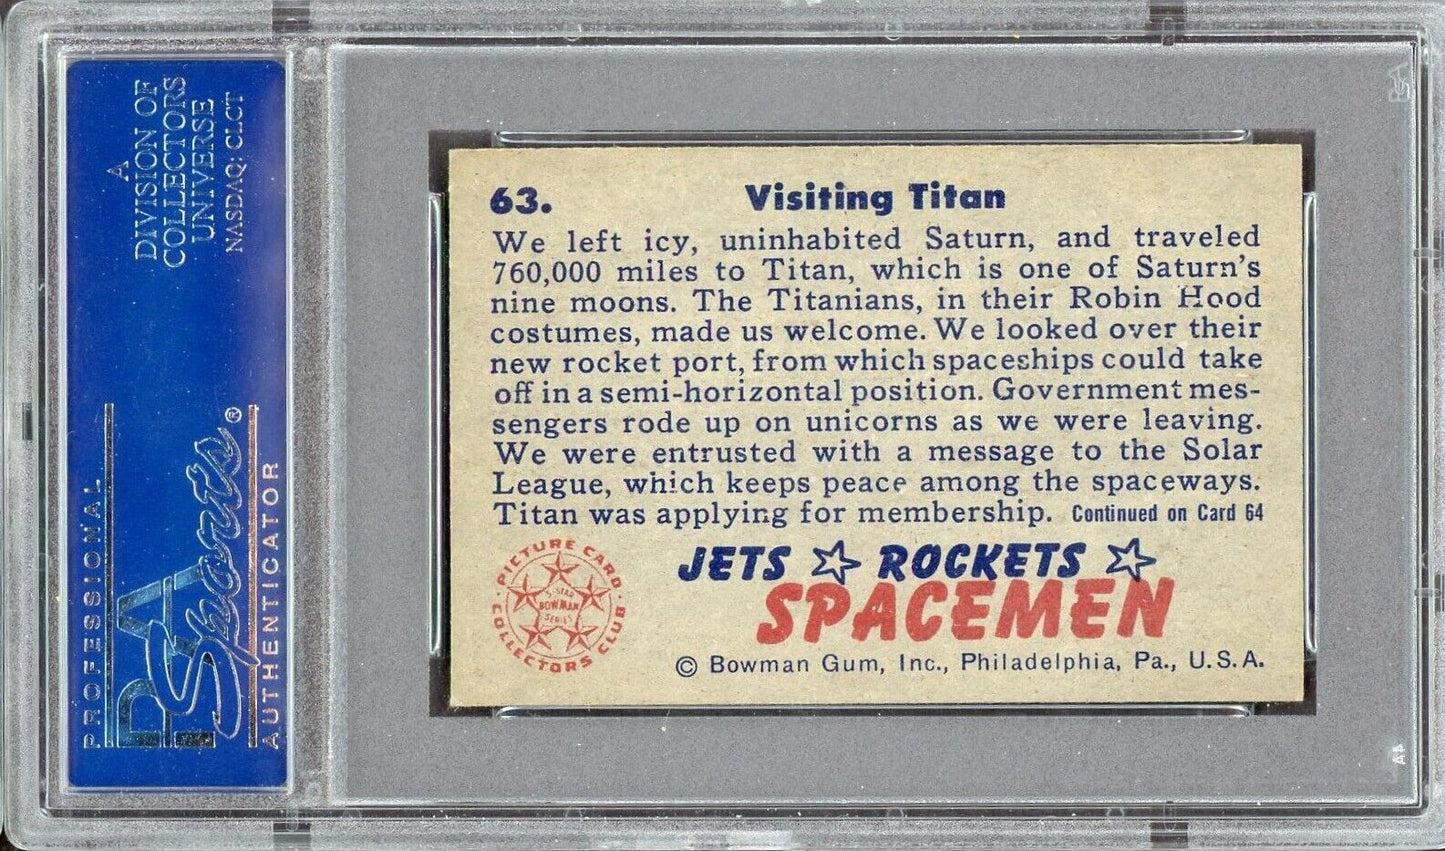 A
DIVISION OF
COLLECTORS
UNIVERSE
NASDAQ: CLCT
PROFESSIONAL
PSA
Sports®
AUTHENTICATOR
63. Visiting Titan
We left icy, uninhabited Saturn, and traveled
760,000 miles to Titan, which is one of Saturn's
nine moons. The Titanians, in their Robin Hood
costumes, made us welcome. We looked over their
new rocket port, from which spaceships could take
off in a semi-horizontal position. Government mes-
sengers rode up on unicorns as we were leaving.
We were entrusted with a message to the Solar
League, which keeps peace among the spaceways.
Titan was applying for membership. Continued on Card 64
PICTURE CARD
5-STAR
BOWMAN
SERIES
COLLECTORS CLUB
JETS ☆ ROCKETS ☆
SPACEMEN
© Bowman Gum, Inc., Philadelphia, Pa., U.S.A.